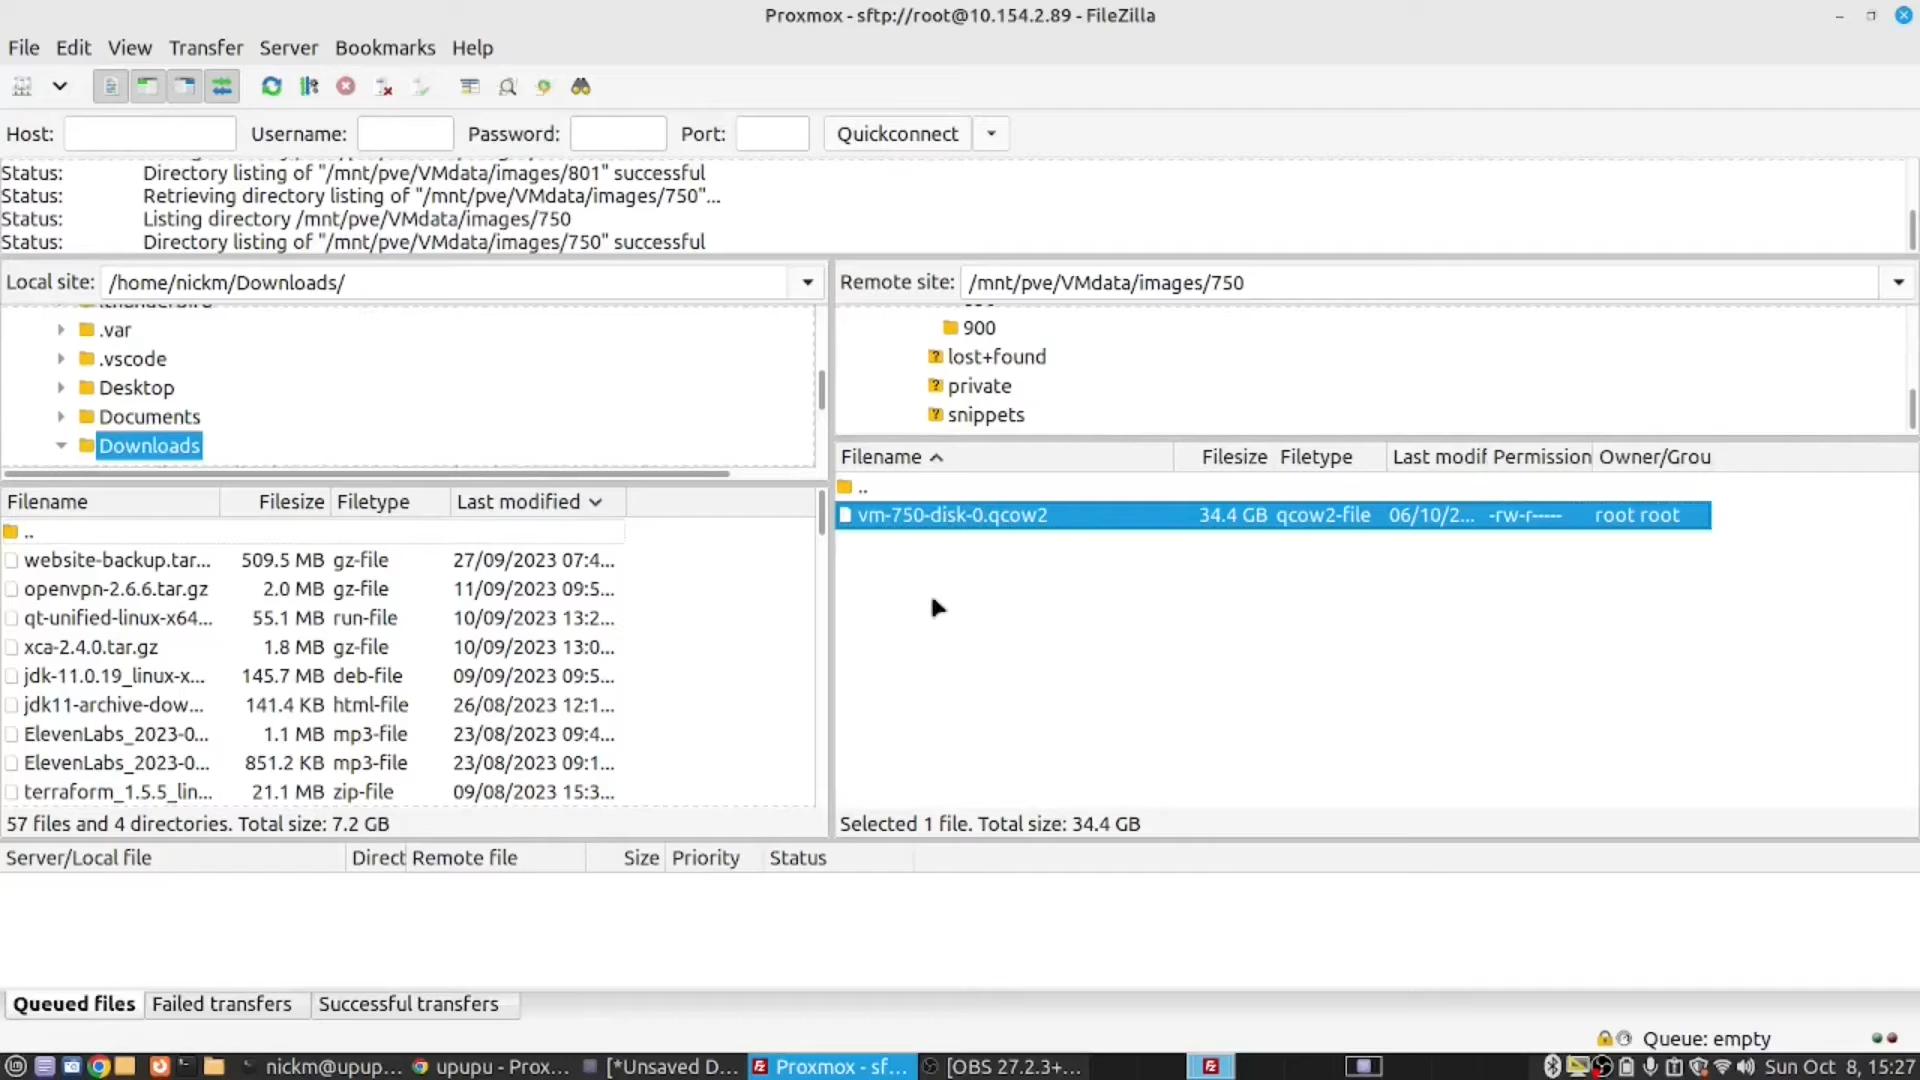 Proxmox - sftp://root@10.154.2.89 - FileZilla
File Edit View Transfer Server Bookmarks Help
Host: Username: Password: Port: Quickconnect
Status: Directory listing of "/mnt/pve/VMdata/images/801" successful
Status: Retrieving directory listing of "/mnt/pve/VMdata/images/750"...
Status: Listing directory /mnt/pve/VMdata/images/750
Status: Directory listing of "/mnt/pve/VMdata/images/750" successful
Local site: /home/nickm/Downloads/
.var
.vscode
Desktop
Documents
Downloads
Filename Filesize Filetype Last modified
..
website-backup.tar... 509.5 MB gz-file 27/09/2023 07:4...
openvpn-2.6.6.tar.gz 2.0 MB gz-file 11/09/2023 09:5...
qt-unified-linux-x64... 55.1 MB run-file 10/09/2023 13:2...
xca-2.4.0.tar.gz 1.8 MB gz-file 10/09/2023 13:0...
jdk-11.0.19_linux-x... 145.7 MB deb-file 09/09/2023 09:5...
jdk11-archive-dow... 141.4 KB html-file 26/08/2023 12:1...
ElevenLabs_2023-0... 1.1 MB mp3-file 23/08/2023 09:4...
ElevenLabs_2023-0... 851.2 KB mp3-file 23/08/2023 09:1...
terraform_1.5.5_lin... 21.1 MB zip-file 09/08/2023 15:3...
57 files and 4 directories. Total size: 7.2 GB
Remote site: /mnt/pve/VMdata/images/750
900
lost+found
private
snippets
Filename Filesize Filetype Last modif Permission Owner/Grou
..
vm-750-disk-0.qcow2 34.4 GB qcow2-file 06/10/2... -rw-r----- root root
Selected 1 file. Total size: 34.4 GB
Server/Local file Direct Remote file Size Priority Status
Queued files Failed transfers Successful transfers
Queue: empty
nickm@upup... upupu - Prox... [*Unsaved D... Proxmox - sf... [OBS 27.2.3+... Sun Oct 8, 15:27